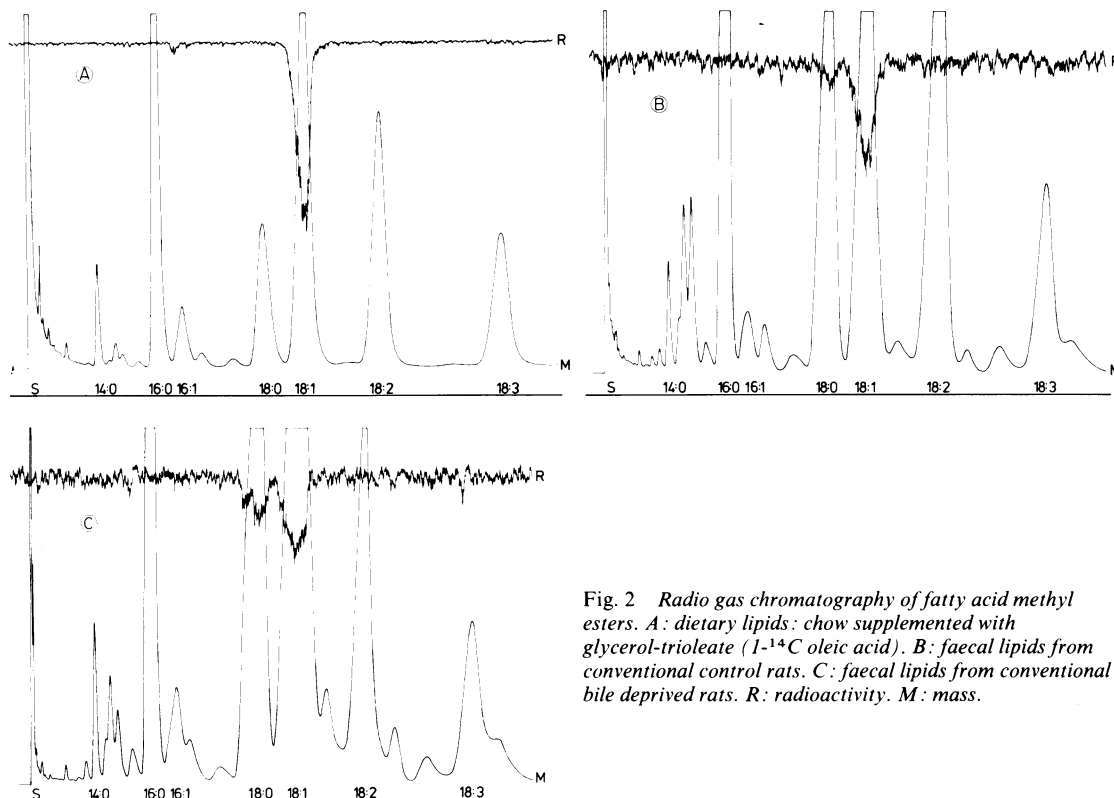 R
A
M
S 14:0 16:0 16:1 18:0 18:1 18:2 18:3
B
S 14:0 16:0 16:1 18:0 18:1 18:2 18:3
R
C
M
S 14:0 16:0 16:1 18:0 18:1 18:2 18:3
Fig. 2 Radio gas chromatography of fatty acid methyl
esters. A: dietary lipids: chow supplemented with
glycerol-trioleate (1-¹⁴C oleic acid). B: faecal lipids from
conventional control rats. C: faecal lipids from conventional
bile deprived rats. R: radioactivity. M: mass.